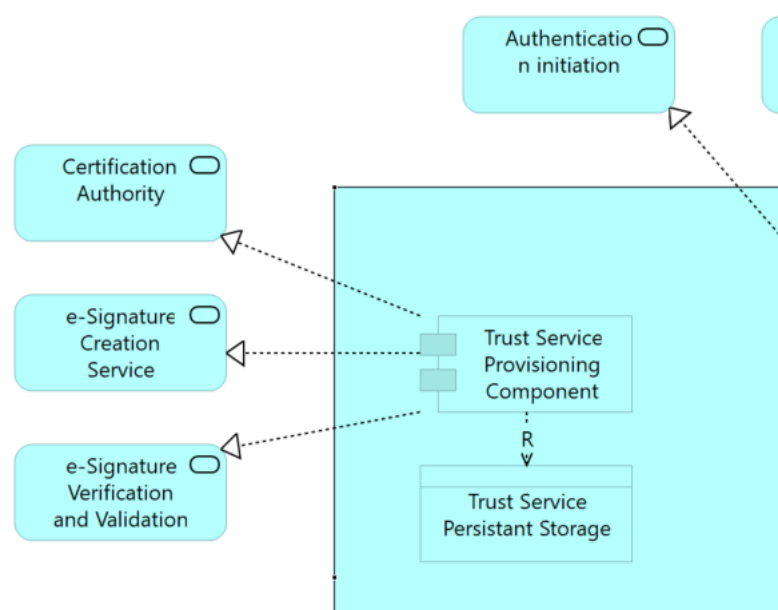 Authenticatio
n initiation
Certification
Authority
e-Signature
Creation
Service
Trust Service
Provisioning
Component
R
e-Signature
Verification
and Validation
Trust Service
Persistant Storage